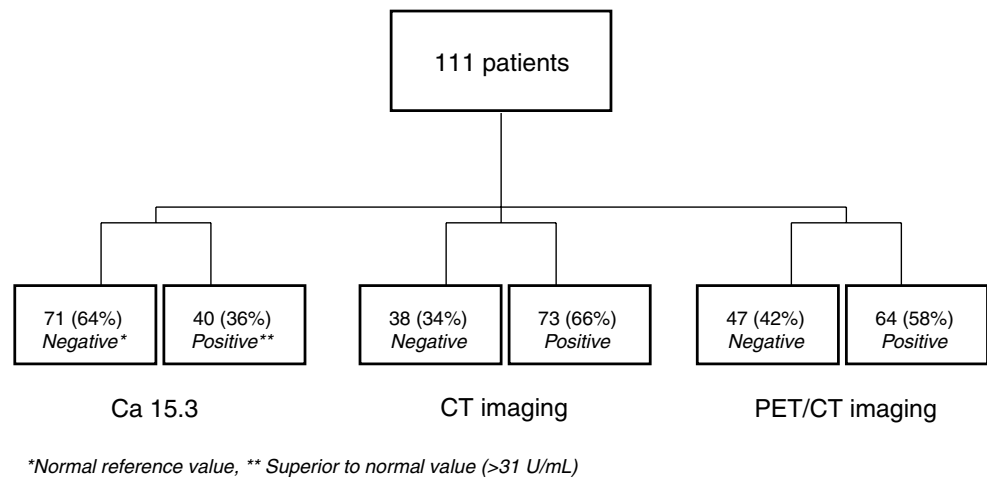 111 patients
71 (64%)
Negative*
40 (36%)
Positive**
38 (34%)
Negative
73 (66%)
Positive
47 (42%)
Negative
64 (58%)
Positive
Ca 15.3
CT imaging
PET/CT imaging
*Normal reference value, ** Superior to normal value (>31 U/mL)